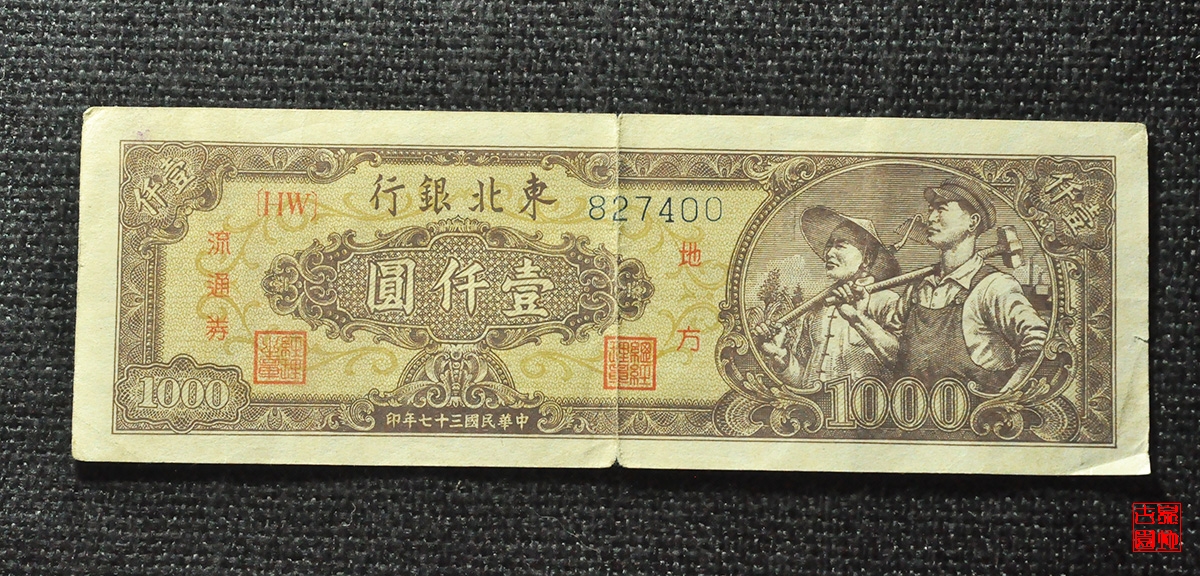 東北銀行
[HW]
827400
壹仟
仟壹
地方
流通券
壹仟圓
1000
1000
中華民國三十七年印